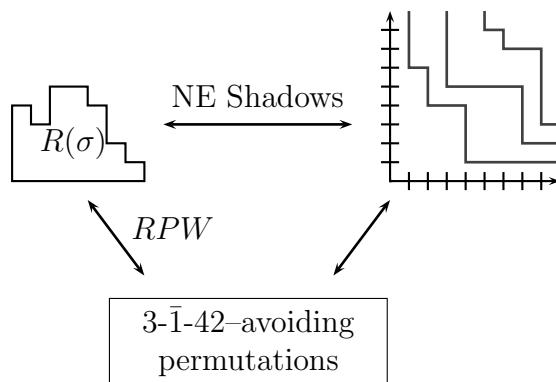 NE Shadows
R(σ)
RPW
3-1̄-42–avoiding
permutations